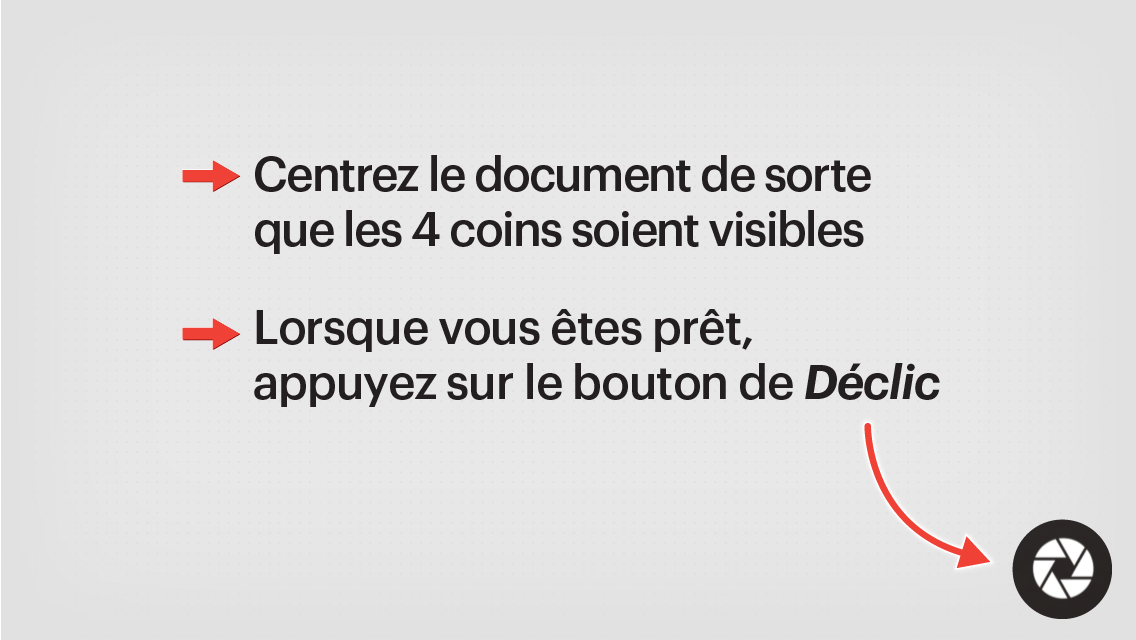 Centrez le document de sorte
que les 4 coins soient visibles
Lorsque vous êtes prêt,
appuyez sur le bouton de Déclic